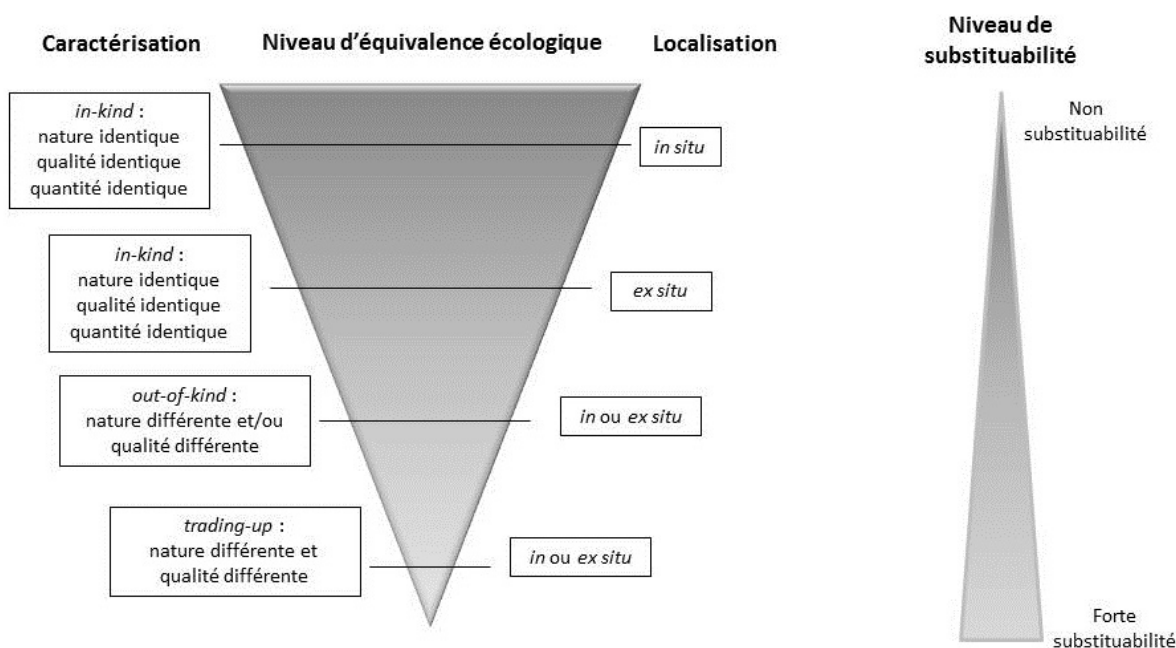 Caractérisation
Niveau d'équivalence écologique
Localisation
Niveau de
substituabilité
in-kind :
nature identique
qualité identique
quantité identique
in situ
Non
substituabilité
in-kind :
nature identique
qualité identique
quantité identique
ex situ
out-of-kind :
nature différente et/ou
qualité différente
in ou ex situ
trading-up :
nature différente et
qualité différente
in ou ex situ
Forte
substituabilité